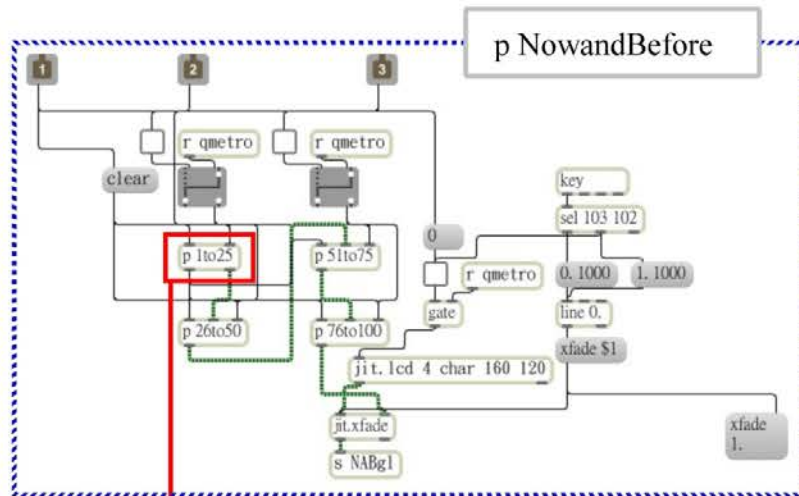 p NowandBefore
1
2
3
r qmetro
r qmetro
clear
key
sel 103 102
0
p 1to25
p 51to75
r qmetro
0. 1000
1. 1000
p 26to50
p 76to100
gate
line 0.
jit.lcd 4 char 160 120
xfade $1
jit.xfade
xfade
1.
s NABgl